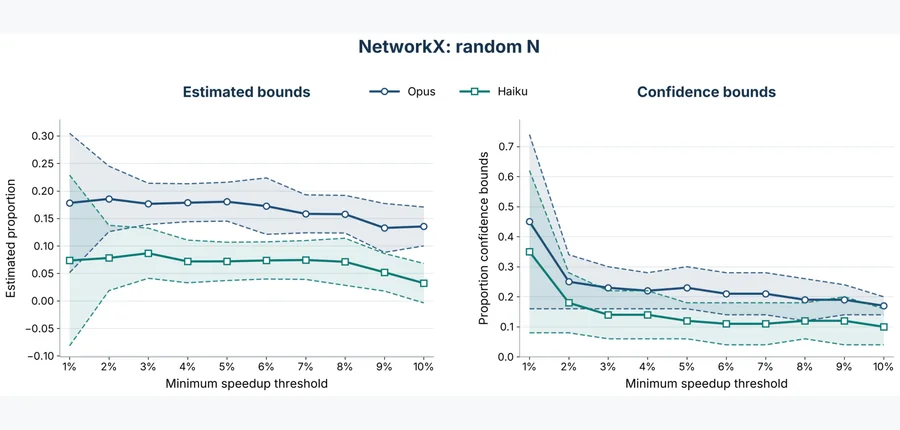 NetworkX: random N
Estimated bounds
Opus
Haiku
Confidence bounds
Estimated proportion
0.30
0.25
0.20
0.15
0.10
0.05
0.00
−0.05
−0.10
1% 2% 3% 4% 5% 6% 7% 8% 9% 10%
Minimum speedup threshold
Proportion confidence bounds
0.7
0.6
0.5
0.4
0.3
0.2
0.1
0.0
1% 2% 3% 4% 5% 6% 7% 8% 9% 10%
Minimum speedup threshold